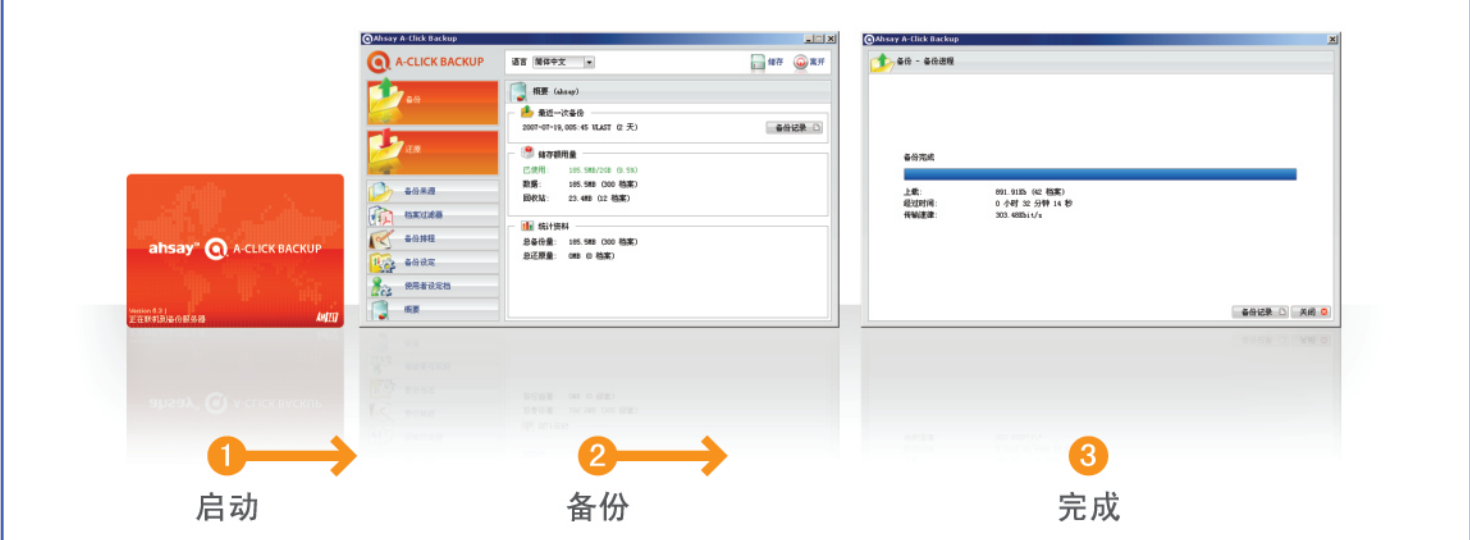 ahsay™ A-CLICK BACKUP
Version 5.3.1
正在联机到备份服务器
Ahsay A-Click Backup
A-CLICK BACKUP
语言 简体中文
储存 离开
备份
还原
备份来源
档案过滤器
备份排程
备份设定
使用者设定档
概要
概要 (ahsay)
最近一次备份
2007-07-19,005:45 VLAST (2 天)
备份记录
储存额用量
已使用: 185.5MB/2GB (9.5%)
数据: 185.5MB (300 档案)
回收站: 23.4MB (12 档案)
统计资料
总备份量: 185.5MB (300 档案)
总还原量: 0MB (0 档案)
Ahsay A-Click Backup
备份 - 备份进程
备份完成
上载: 891.91Kb (42 档案)
经过时间: 0 小时 32 分钟 14 秒
传输速律: 303.48Kbit/s
备份记录 关闭
1 2 3
启动 备份 完成